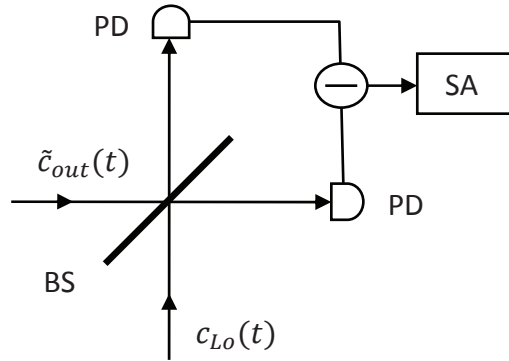 PD
—
SA
c̃_out(t)
PD
BS
c_Lo(t)